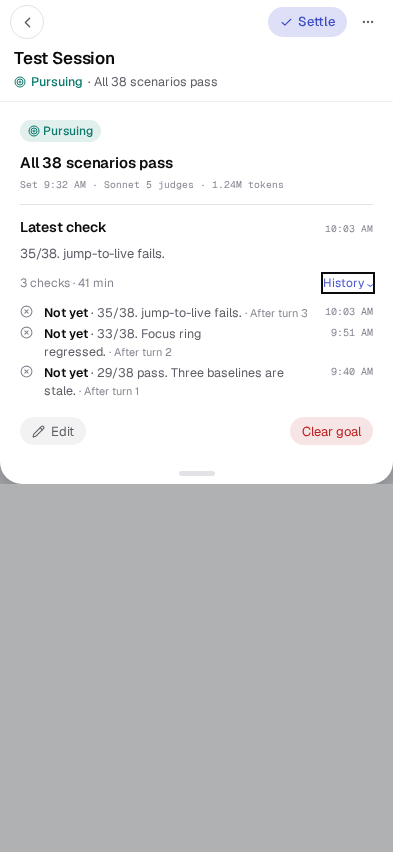 Settle
Test Session
Pursuing · All 38 scenarios pass
Pursuing
All 38 scenarios pass
Set 9:32 AM · Sonnet 5 judges · 1.24M tokens
Latest check 10:03 AM
35/38. jump-to-live fails.
3 checks · 41 min History
Not yet · 35/38. jump-to-live fails. · After turn 3 10:03 AM
Not yet · 33/38. Focus ring 9:51 AM
regressed. · After turn 2
Not yet · 29/38 pass. Three baselines are 9:40 AM
stale. · After turn 1
Edit Clear goal